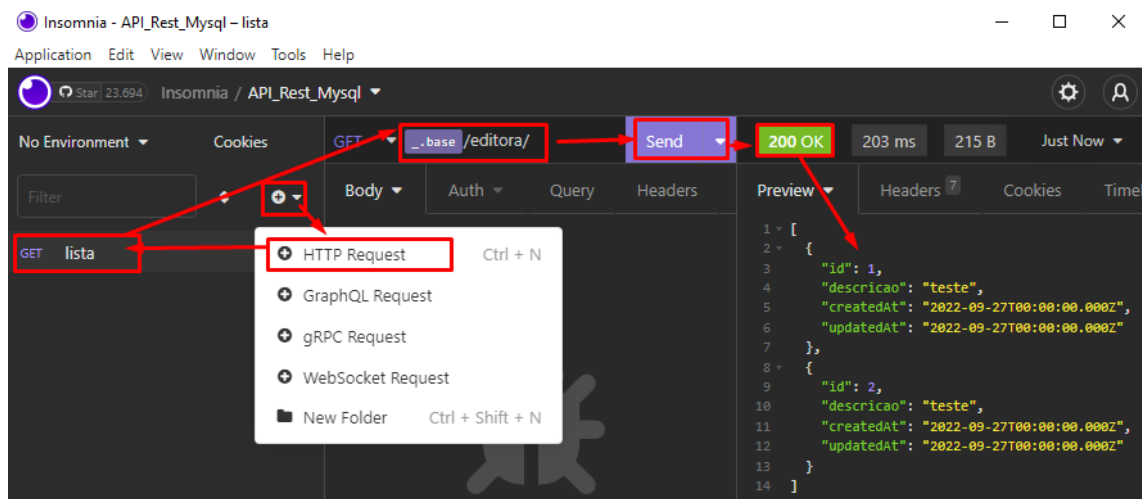 Insomnia - API_Rest_Mysql – lista
Application Edit View Window Tools Help
Star 23.694 Insomnia / API_Rest_Mysql
No Environment Cookies GET _.base /editora/ Send 200 OK 203 ms 215 B Just Now
Filter Body Auth Query Headers Preview Headers 7 Cookies Timel
GET lista
HTTP Request Ctrl + N
GraphQL Request
gRPC Request
WebSocket Request
New Folder Ctrl + Shift + N
1 [
2 {
3 "id": 1,
4 "descricao": "teste",
5 "createdAt": "2022-09-27T00:00:00.000Z",
6 "updatedAt": "2022-09-27T00:00:00.000Z"
7 },
8 {
9 "id": 2,
10 "descricao": "teste",
11 "createdAt": "2022-09-27T00:00:00.000Z",
12 "updatedAt": "2022-09-27T00:00:00.000Z"
13 }
14 ]